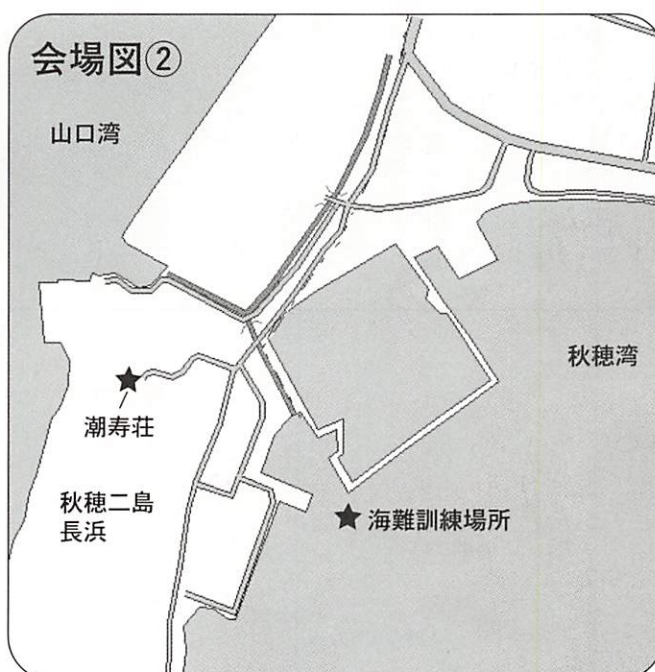 会場図②
山口湾
秋穂湾
潮寿荘
秋穂二島
長浜
海難訓練場所